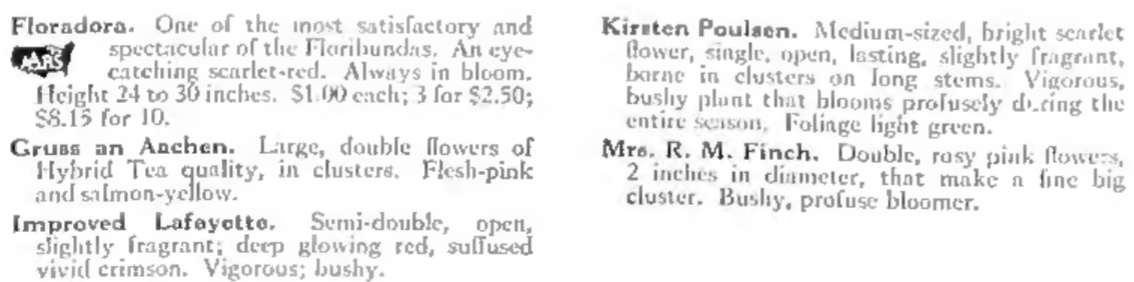 Floradora. One of the most satisfactory and
AARS spectacular of the Floribundas. An eye-
catching scarlet-red. Always in bloom.
Height 24 to 30 inches. $1.00 each; 3 for $2.50;
$8.15 for 10.
Gruss an Aachen. Large, double flowers of
Hybrid Tea quality, in clusters. Flesh-pink
and salmon-yellow.
Improved Lafayette. Semi-double, open,
slightly fragrant; deep glowing red, suffused
vivid crimson. Vigorous; bushy.
Kirsten Poulsen. Medium-sized, bright scarlet
flower, single, open, lasting, slightly fragrant,
borne in clusters on long stems. Vigorous,
bushy plant that blooms profusely during the
entire season. Foliage light green.
Mrs. R. M. Finch. Double, rosy pink flowers,
2 inches in diameter, that make a fine big
cluster. Bushy, profuse bloomer.